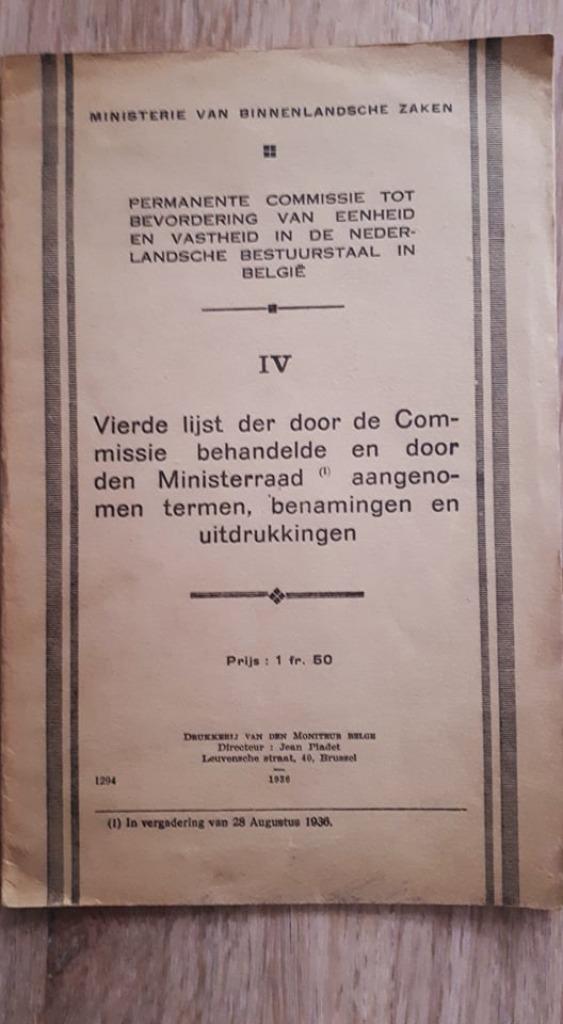 MINISTERIE VAN BINNENLANDSCHE ZAKEN
PERMANENTE COMMISSIE TOT
BEVORDERING VAN EENHEID
EN VASTHEID IN DE NEDER-
LANDSCHE BESTUURSTAAL IN
BELGIË
IV
Vierde lijst der door de Com-
missie behandelde en door
den Ministerraad (1) aangeno-
men termen, benamingen en
uitdrukkingen
Prijs : 1 fr. 50
DRUKKERIJ VAN DEN MONITEUR BELGE
Directeur : Jean Pladet
Leuvensche straat, 40, Brussel
1294
1936
(1) In vergadering van 28 Augustus 1936.